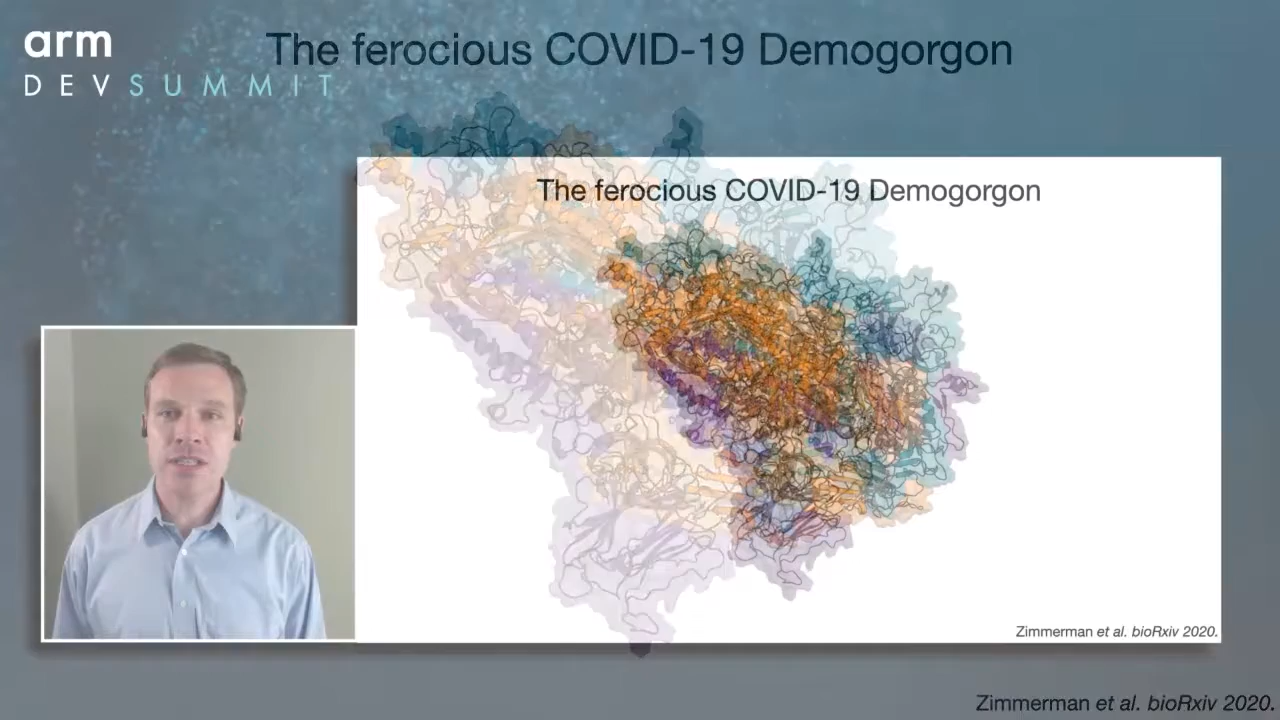 arm
DEVSUMMIT
The ferocious COVID-19 Demogorgon
The ferocious COVID-19 Demogorgon
Zimmerman et al. bioRxiv 2020.
Zimmerman et al. bioRxiv 2020.